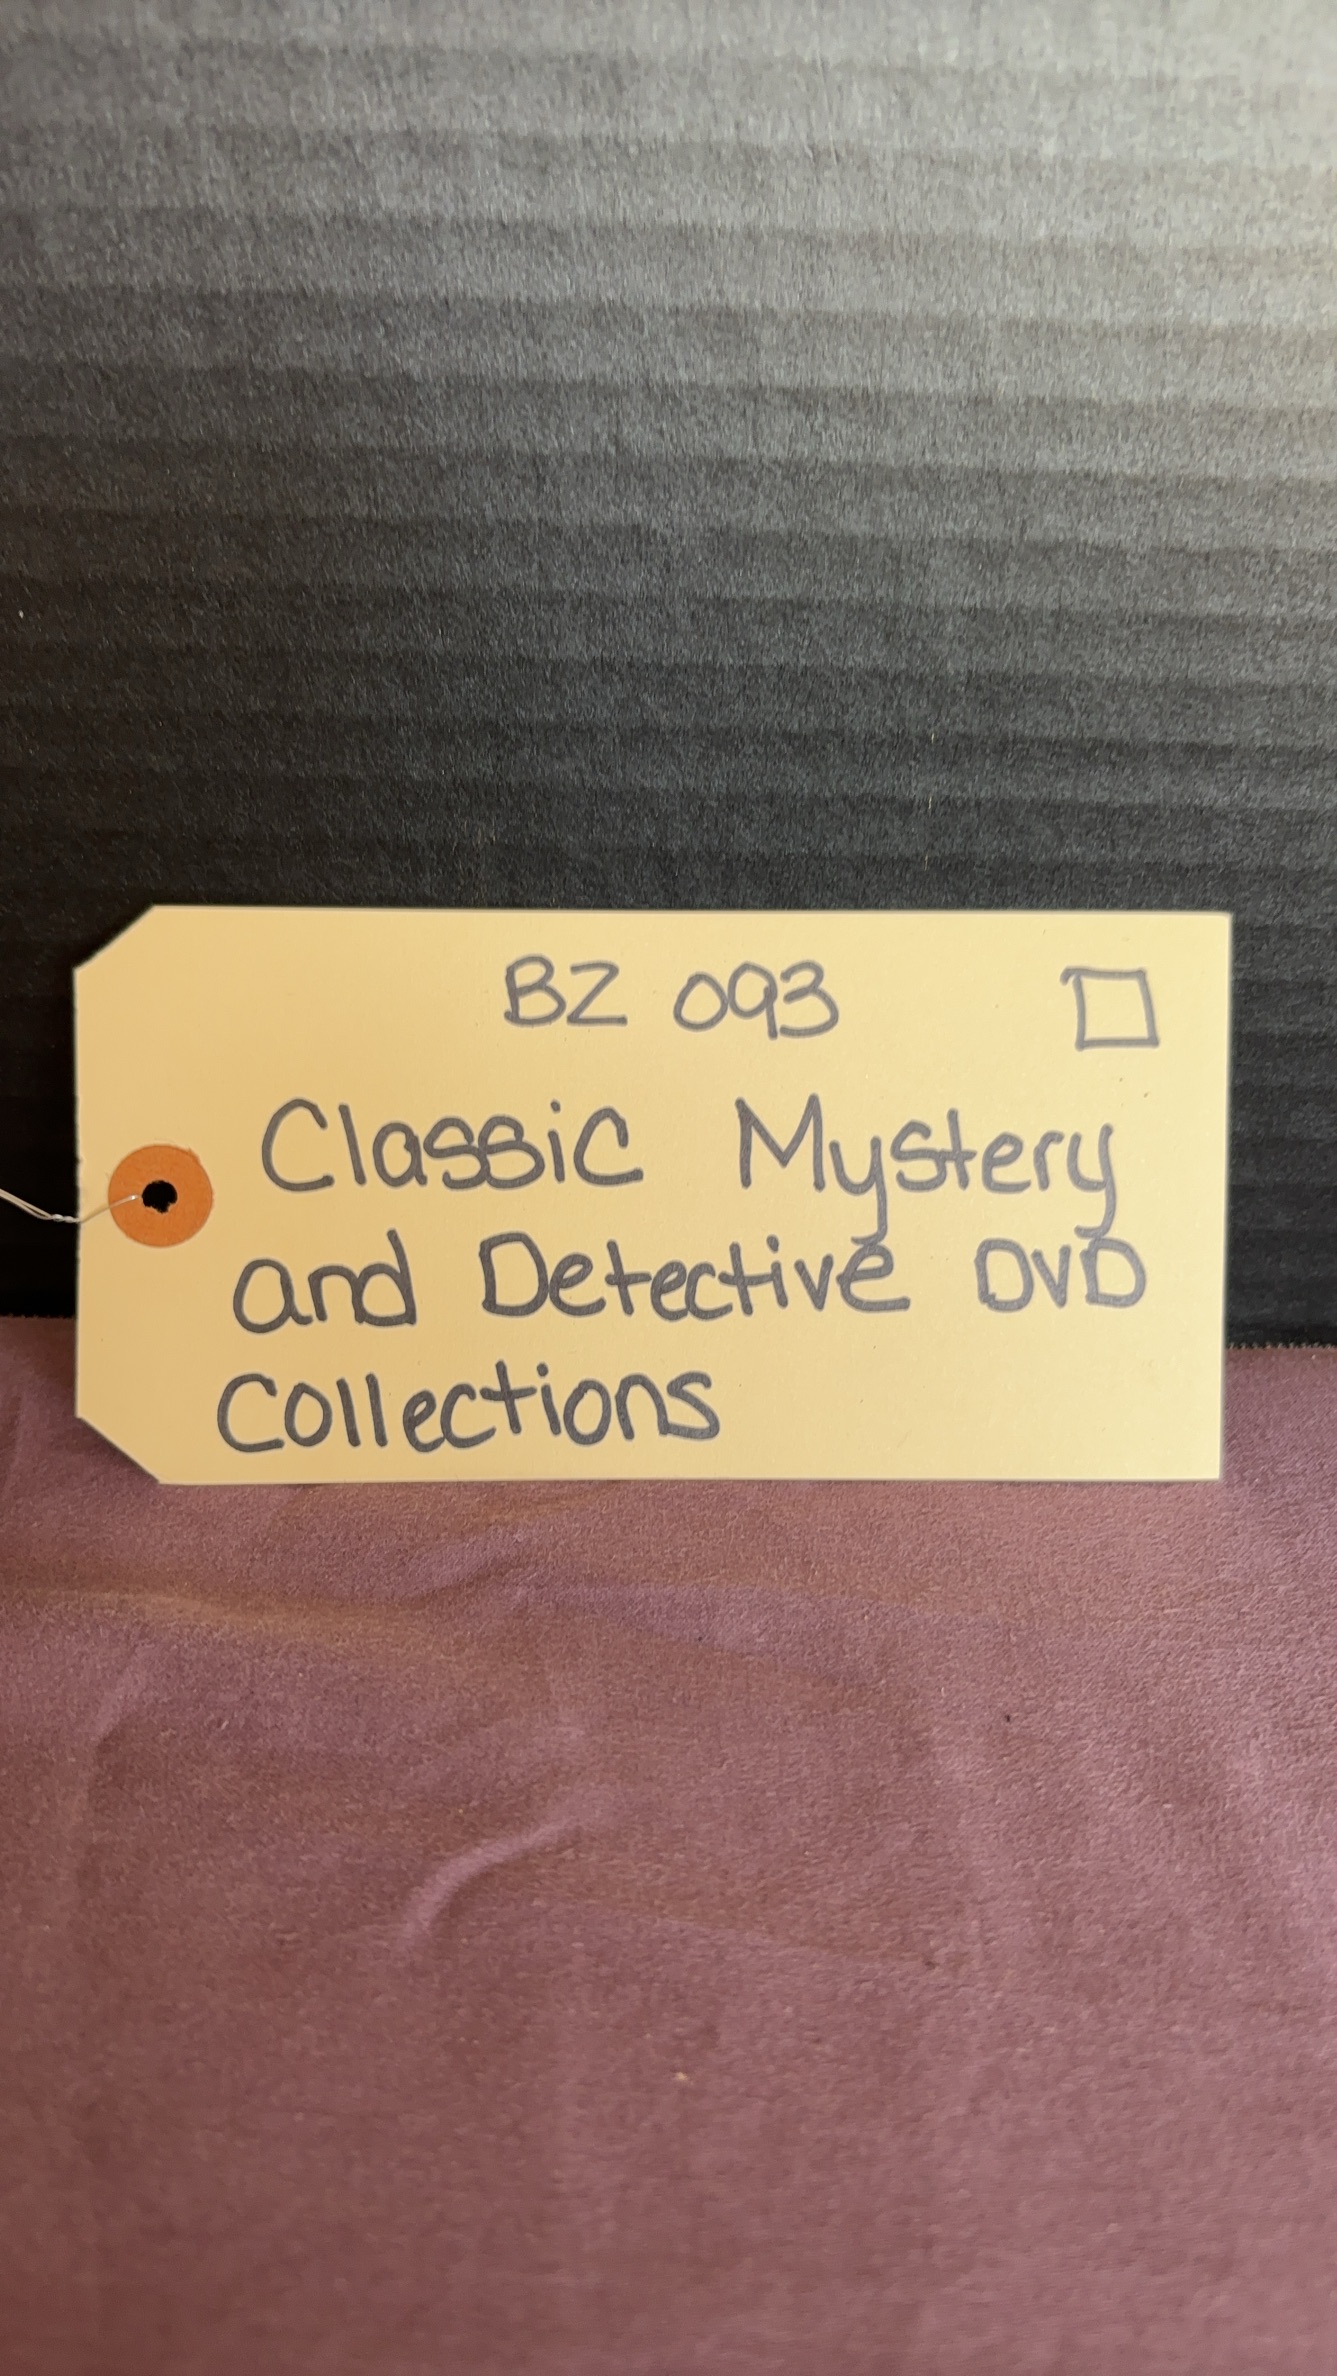 BZ 093
Classic Mystery
and Detective DVD
Collections